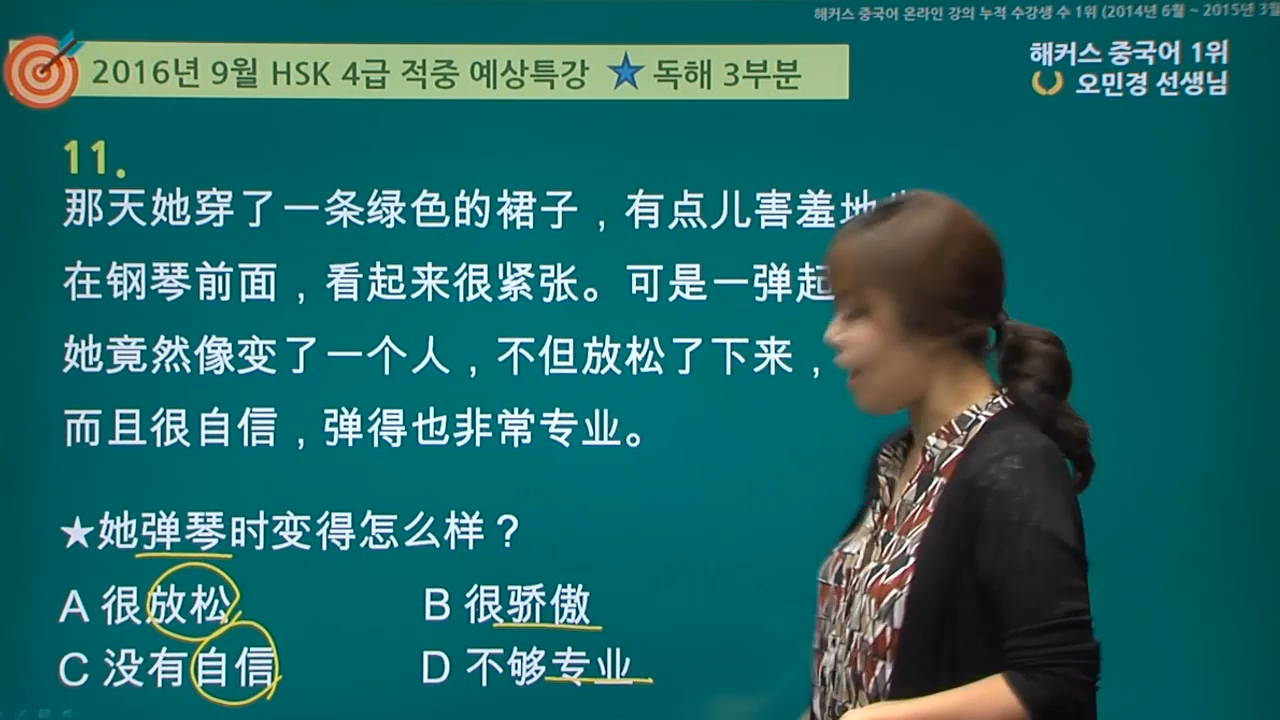 해커스 중국어 온라인 강의 누적 수강생 수 1위 (2014년 6월 ~ 2015년 3월
2016년 9월 HSK 4급 적중 예상특강 ★ 독해 3부분
해커스 중국어 1위
오민경 선생님
11.
那天她穿了一条绿色的裙子，有点儿害羞地
在钢琴前面，看起来很紧张。可是一弹起
她竟然像变了一个人，不但放松了下来，
而且很自信，弹得也非常专业。
★她弹琴时变得怎么样？
A 很放松 B 很骄傲
C 没有自信 D 不够专业